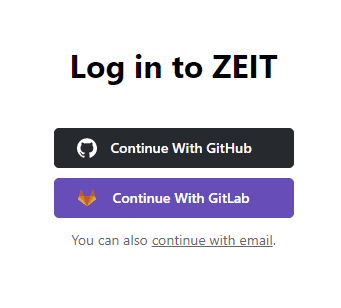 Log in to ZEIT
Continue With GitHub
Continue With GitLab
You can also continue with email.